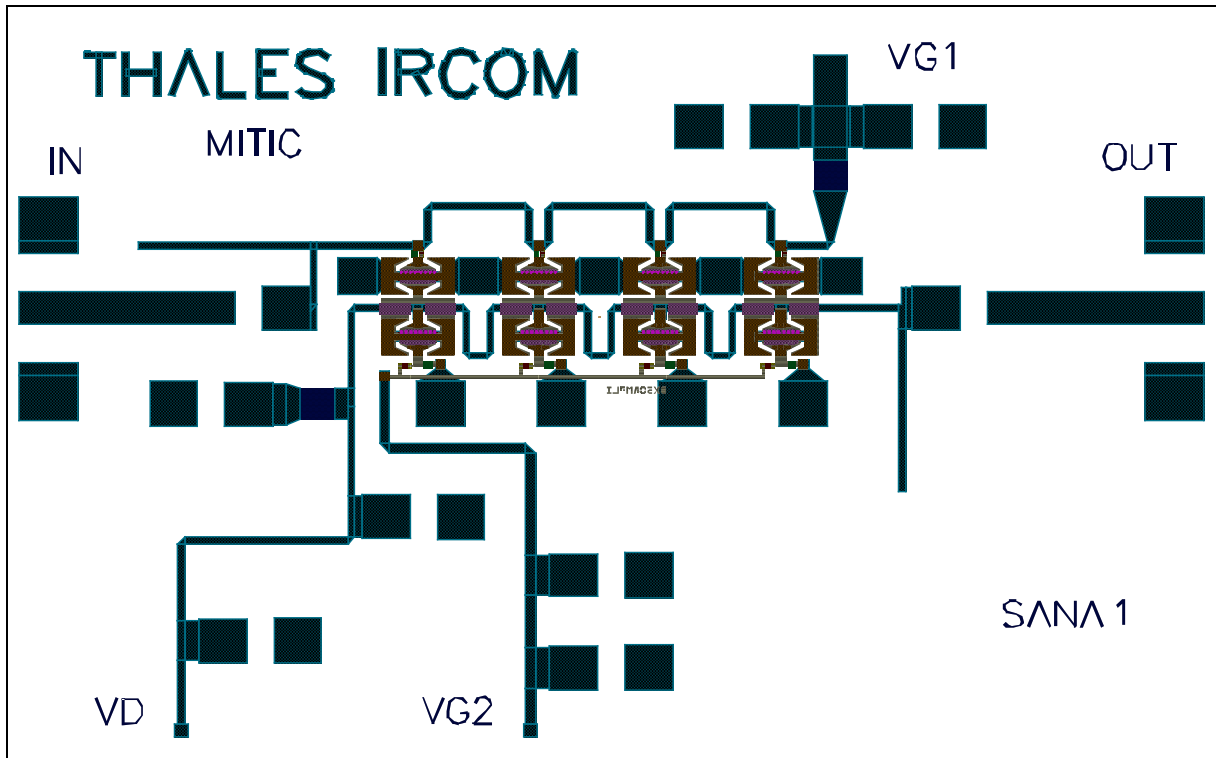 THALES IRCOM
VG1
MITIC
IN
OUT
SANA 1
VD
VG2